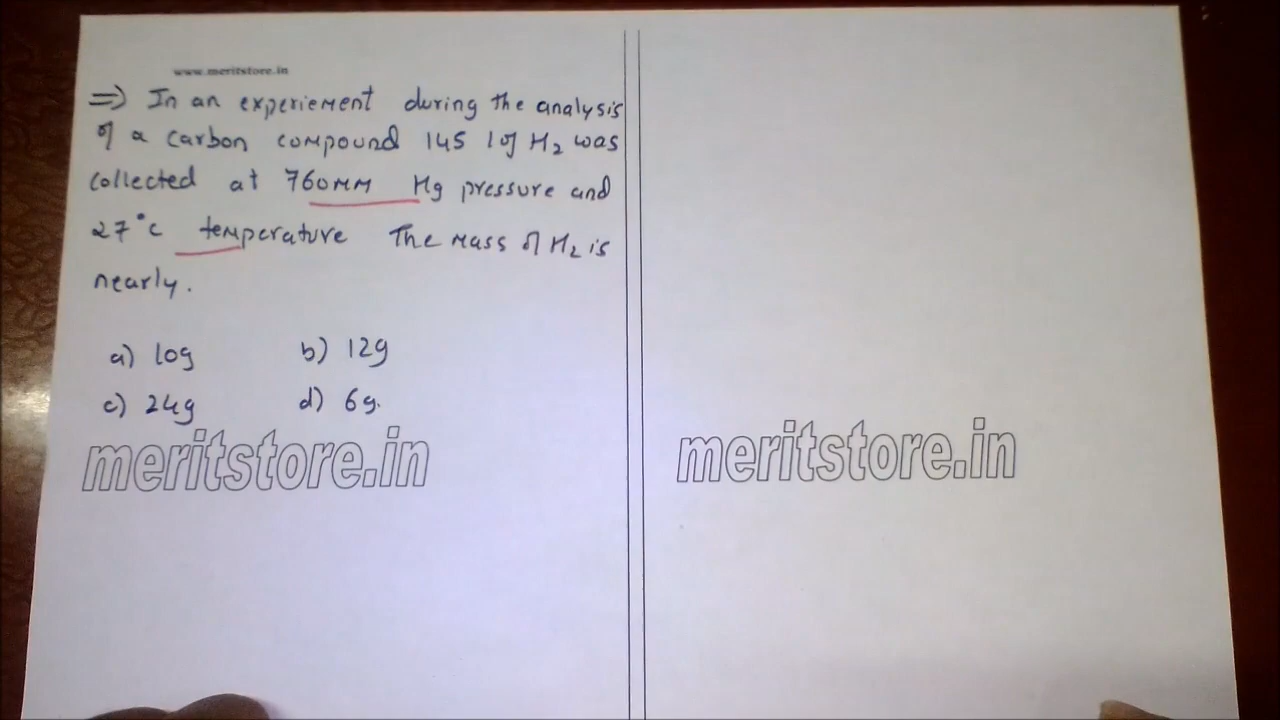 www.meritstore.in
=) In an experiement during the analysis
of a carbon compound 145 l of H2 was
collected at 760mm Hg pressure and
27°c temperature The mass of H2 is
nearly.
a) 10g b) 12g
c) 24g d) 6g.
meritstore.in meritstore.in